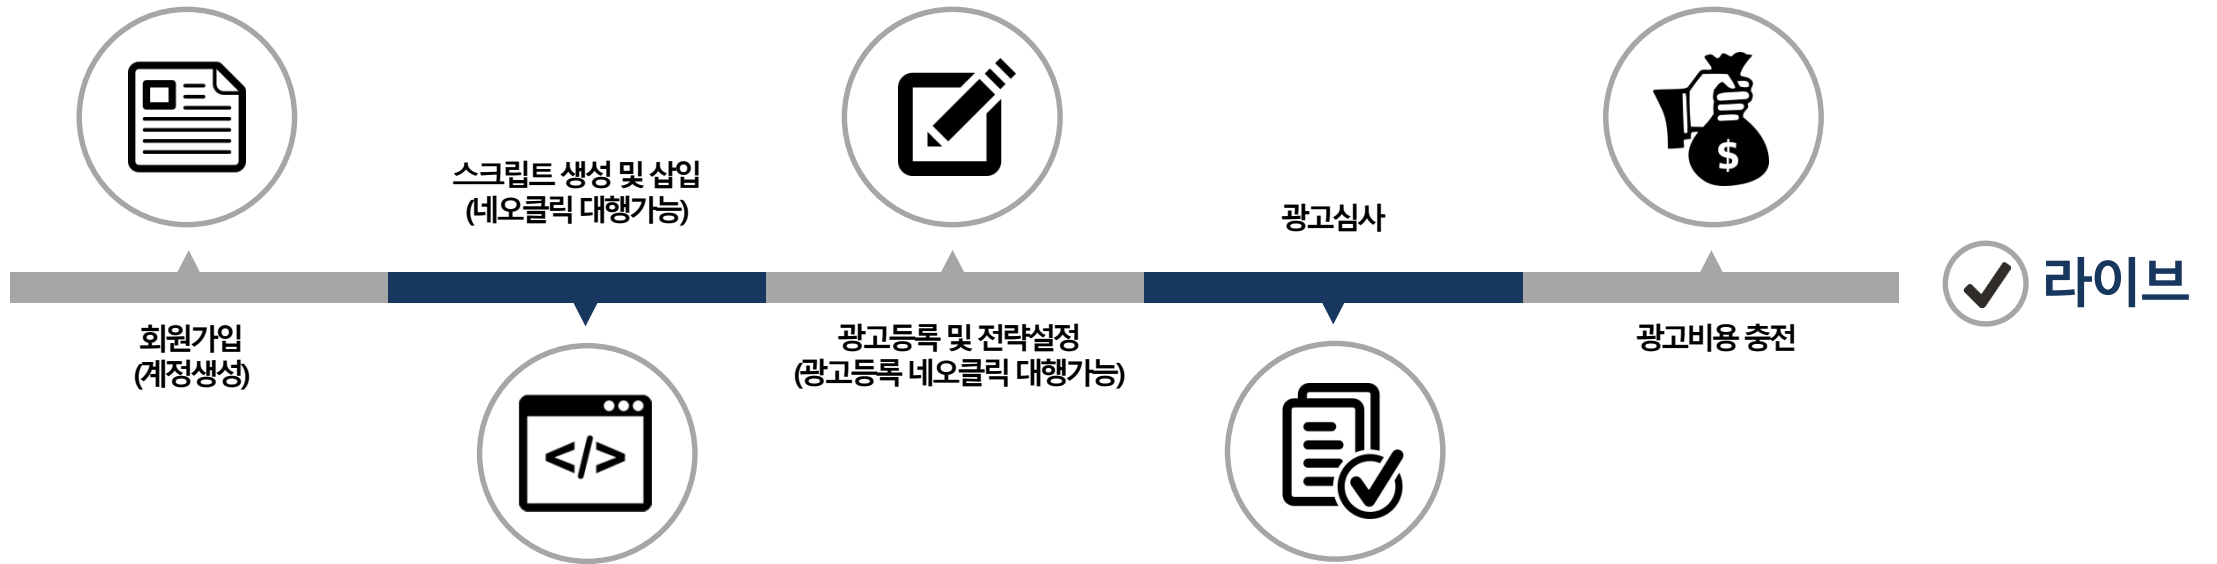 회원가입
(계정생성)
스크립트 생성 및 삽입
(네오클릭 대행가능)
</>
광고등록 및 전략설정
(광고등록 네오클릭 대행가능)
광고심사
$
광고비용 충전
라이브